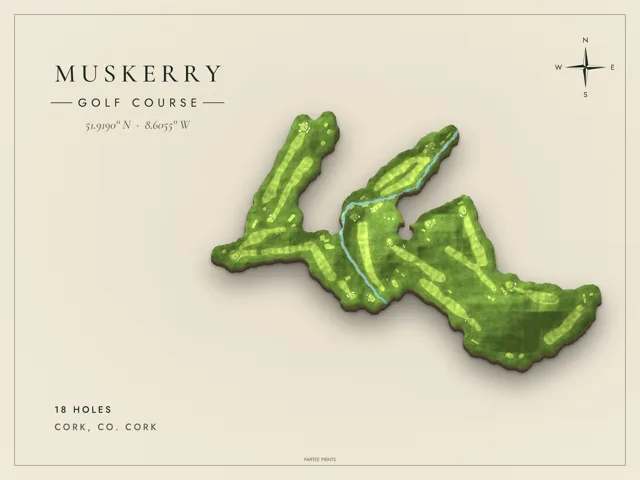 MUSKERRY
GOLF COURSE
51.9190° N · 8.6055° W
N
W E
S
18 HOLES
CORK, CO. CORK
PARTEE PRINTS